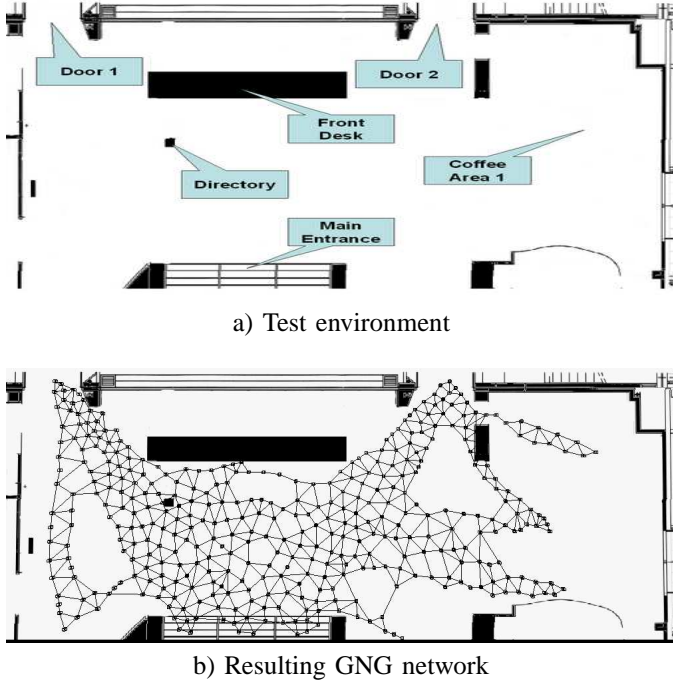 Door 1
Door 2
Front
Desk
Directory
Coffee
Area 1
Main
Entrance
a) Test environment
b) Resulting GNG network